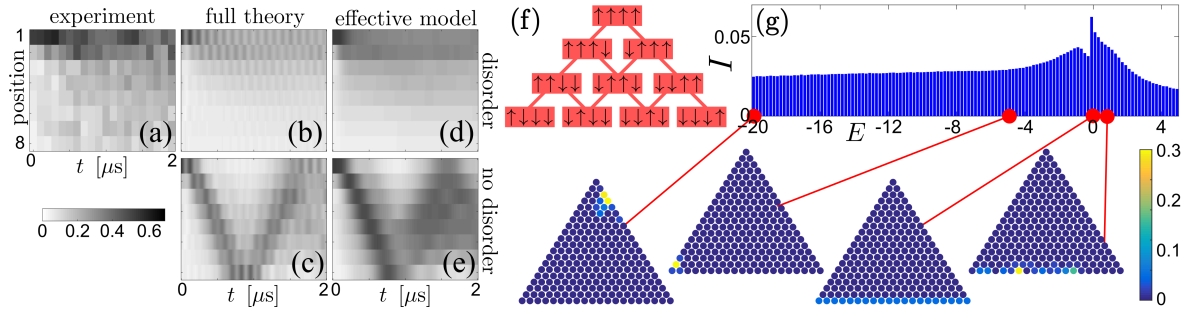 experiment full theory effective model
1
position
8
(a) (b) (d)
disorder
0 2
t [μs]
(c) (e)
no disorder
0 2 0 2
t [μs] t [μs]
0 0.2 0.4 0.6
(f)
↑↑↑↑
↑↑↑↓ ↑↑↑↓
↑↑↓↓ ↓↑↑↓ ↓↓↑↑
↑↓↓↓ ↓↑↓↓ ↓↓↑↓ ↓↓↓↑
(g)
0.05
I
0
-20 -16 -12 -8 -4 0 4
E
0.3
0.2
0.1
0